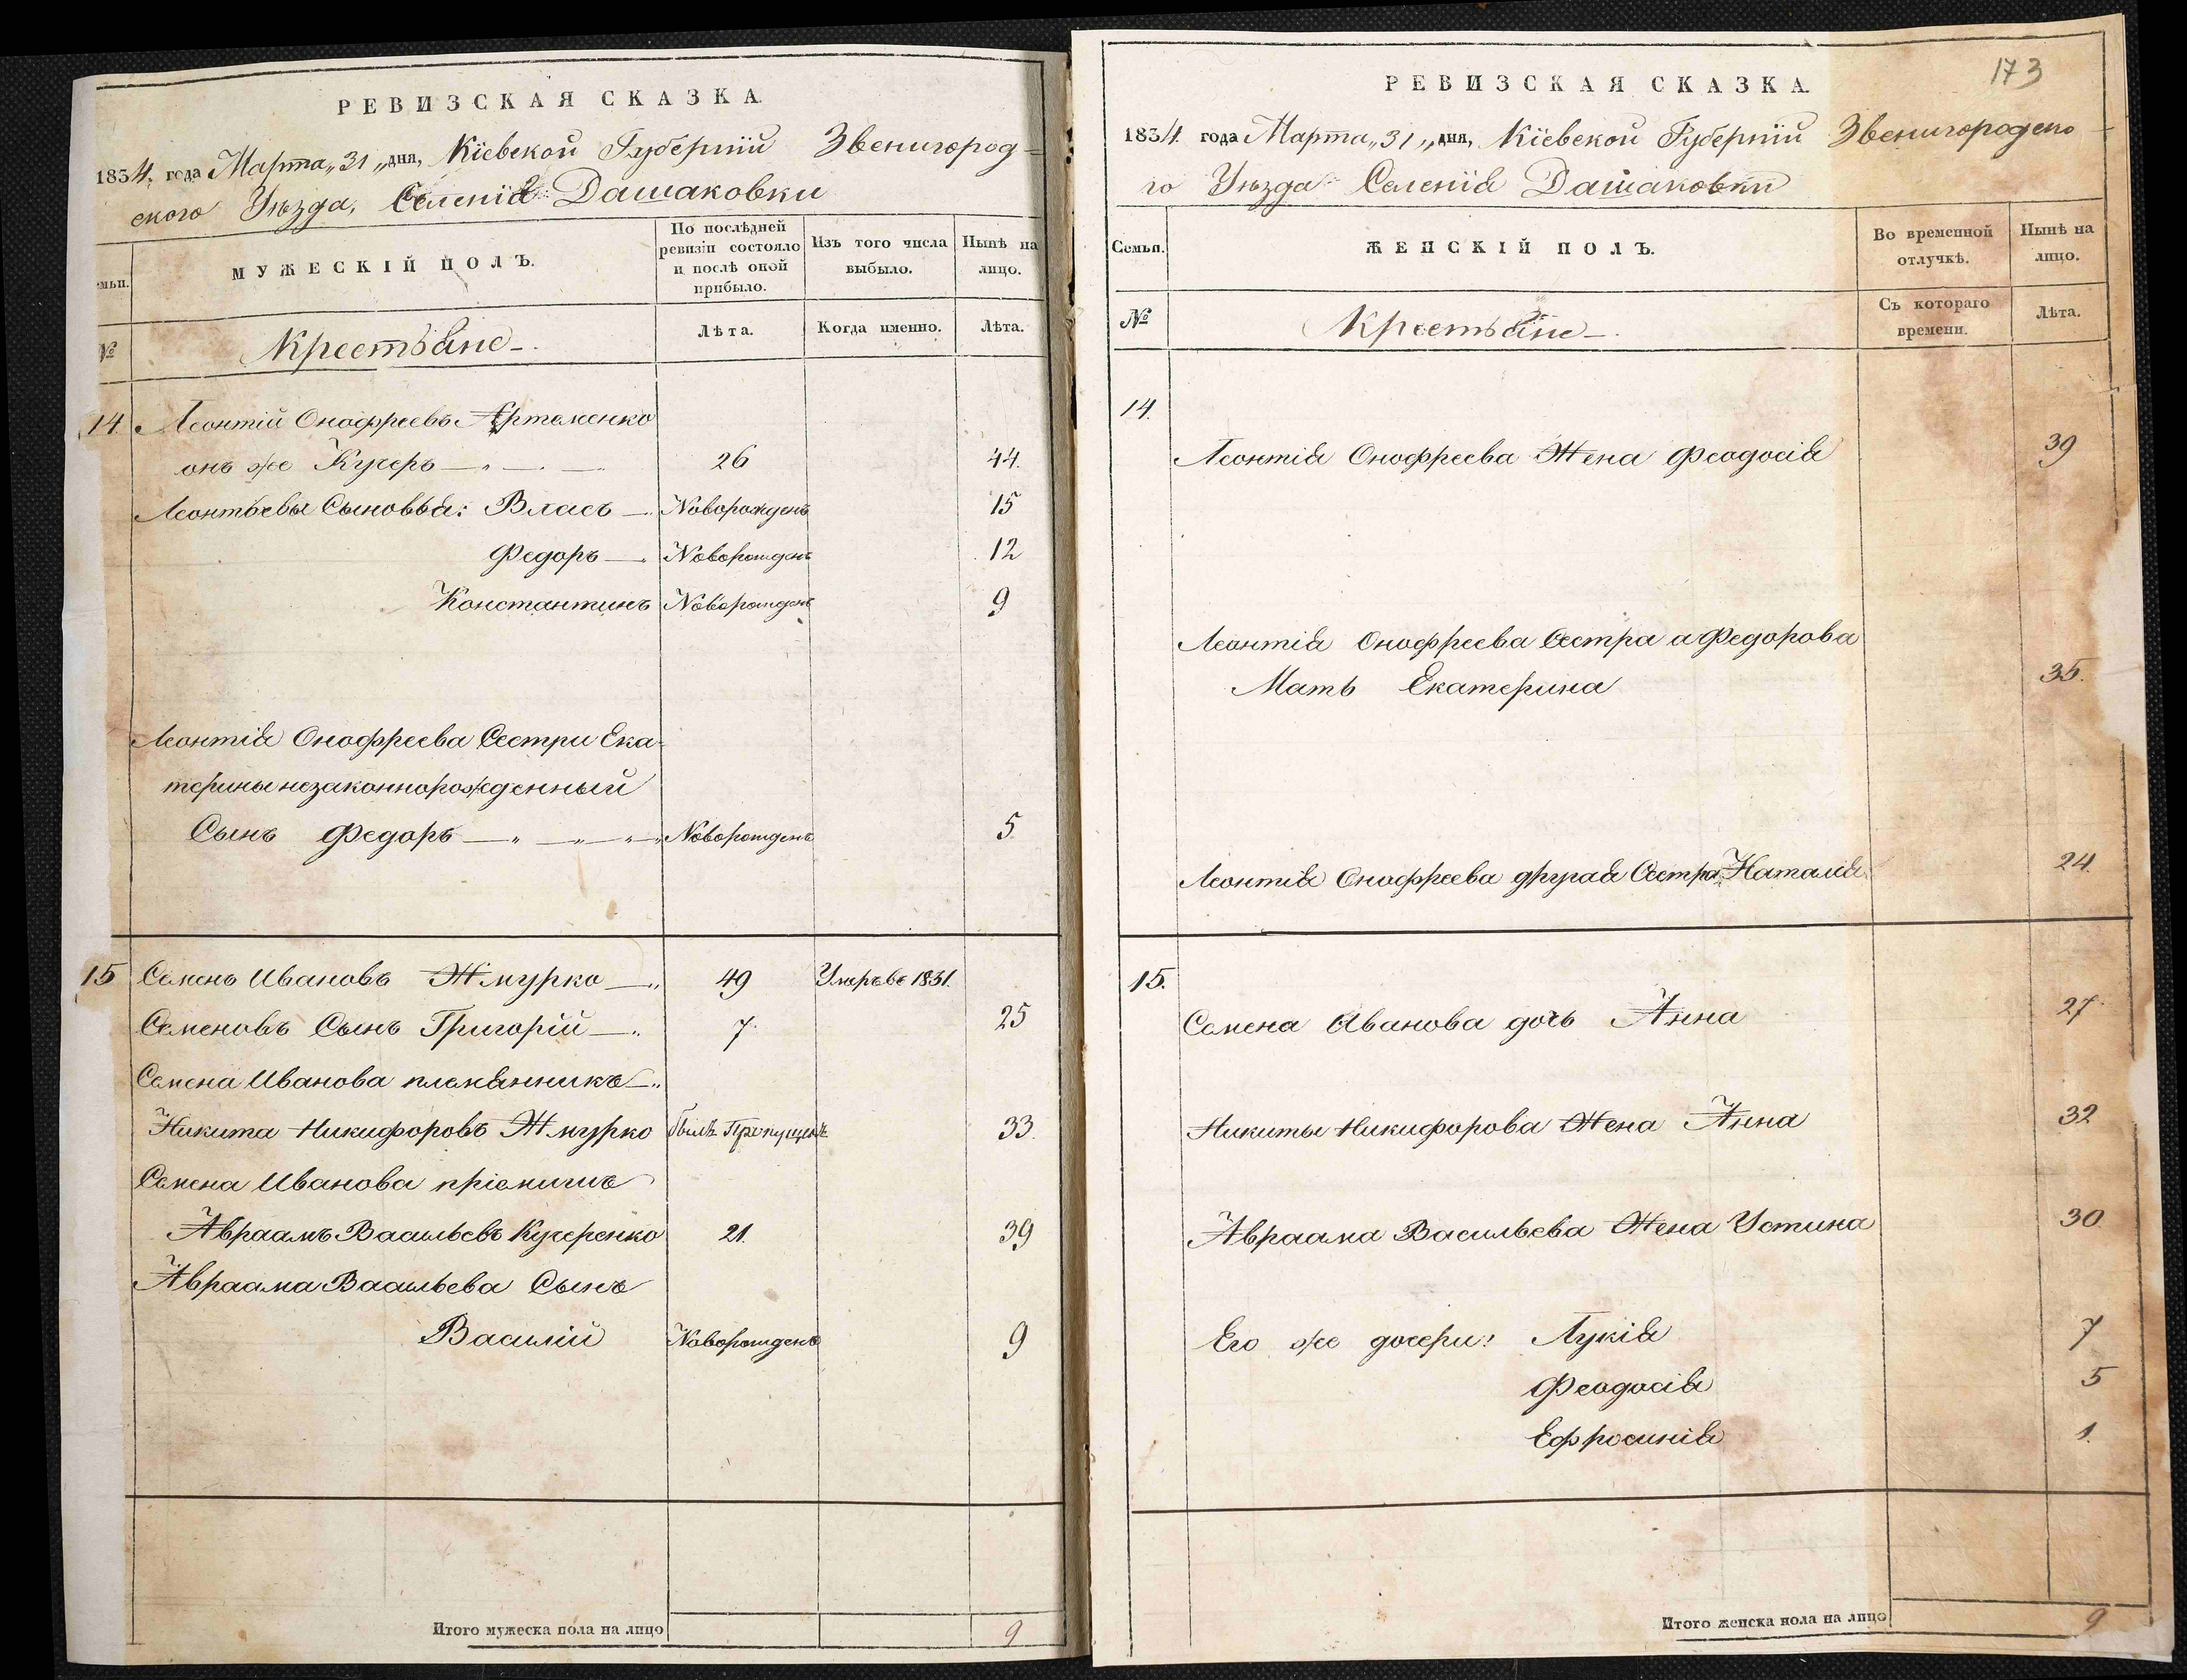 РЕВИЗСКАЯ СКАЗКА.
1834. года Марта „31„ дня, Кіевской Губерніи Звенигород-
ского Уѣзда, Селенія Дашаковки
Семьи.
МУЖЕСКІЙ ПОЛЪ.
По послѣдней ревизіи состояло и послѣ оной прибыло.
Изъ того числа выбыло.
Нынѣ на лицо.
№
Крестьяне
Лѣта.
Когда именно.
Лѣта.
14. Леонтій Онофреевъ Артеменко
онъ же Кучеръ 26 44.
Леонтьевы Сыновья: Власъ Новорожденъ 15
Федоръ Новорожденъ 12
Константинъ Новорожденъ 9
Леонтія Онофреева Сестри Ека-
терины незаконнорожденный
Сынъ Федоръ Новорожденъ 5.
15 Семенъ Ивановъ Жмурко 49 Умеръ въ 1831.
Семеновъ Сынъ Григорій 7. 25
Семена Иванова племянникъ
Никита Никифоровъ Жмурко былъ Пропущенъ 33.
Семена Иванова пріемишъ
Авраамъ Васильевъ Кучеренко 21. 39
Авраама Васильева Сынъ
Василій Новорожденъ 9
Итого мужеска пола на лицо 9
173
РЕВИЗСКАЯ СКАЗКА.
1834. года Марта „31„ дня, Кіевской Губерніи Звенигородско-
го Уѣзда Селенія Дашаковки
Семьи.
ЖЕНСКІЙ ПОЛЪ.
Во временной отлучкѣ.
Нынѣ на лицо.
№
Крестьяне
Съ котораго времени.
Лѣта.
14.
Леонтія Онофреева Жена Феодосія 39
Леонтія Онофреева Сестра а Федорова
Мать Екатерина 35.
Леонтія Онофреева другая Сестра Наталія 24.
15.
Семена Иванова дочь Анна 27.
Никиты Никифорова Жена Анна 32
Авраама Васильева Жена Устина 30
Его же дочери: Лукія 7
Феодосія 5
Ефросинія 1.
Итого женска пола на лицо 9